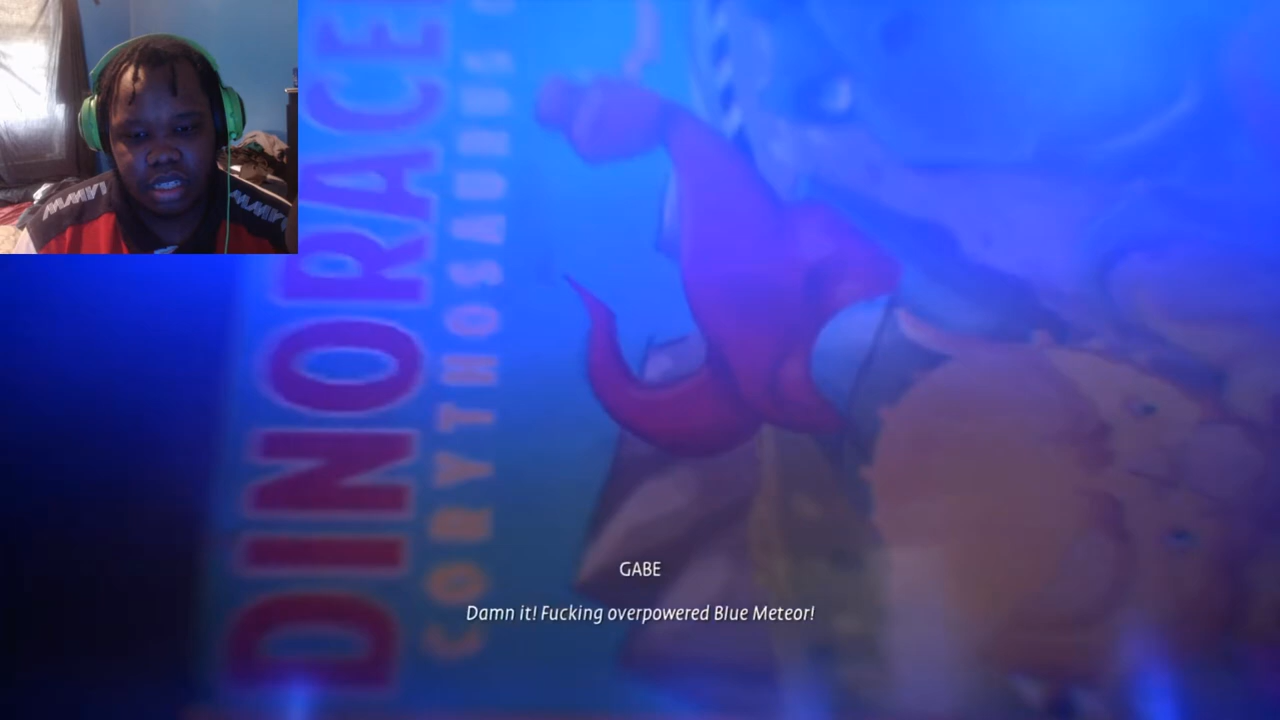 DINORACE
CORYTHOSAURUS
GABE
Damn it! Fucking overpowered Blue Meteor!